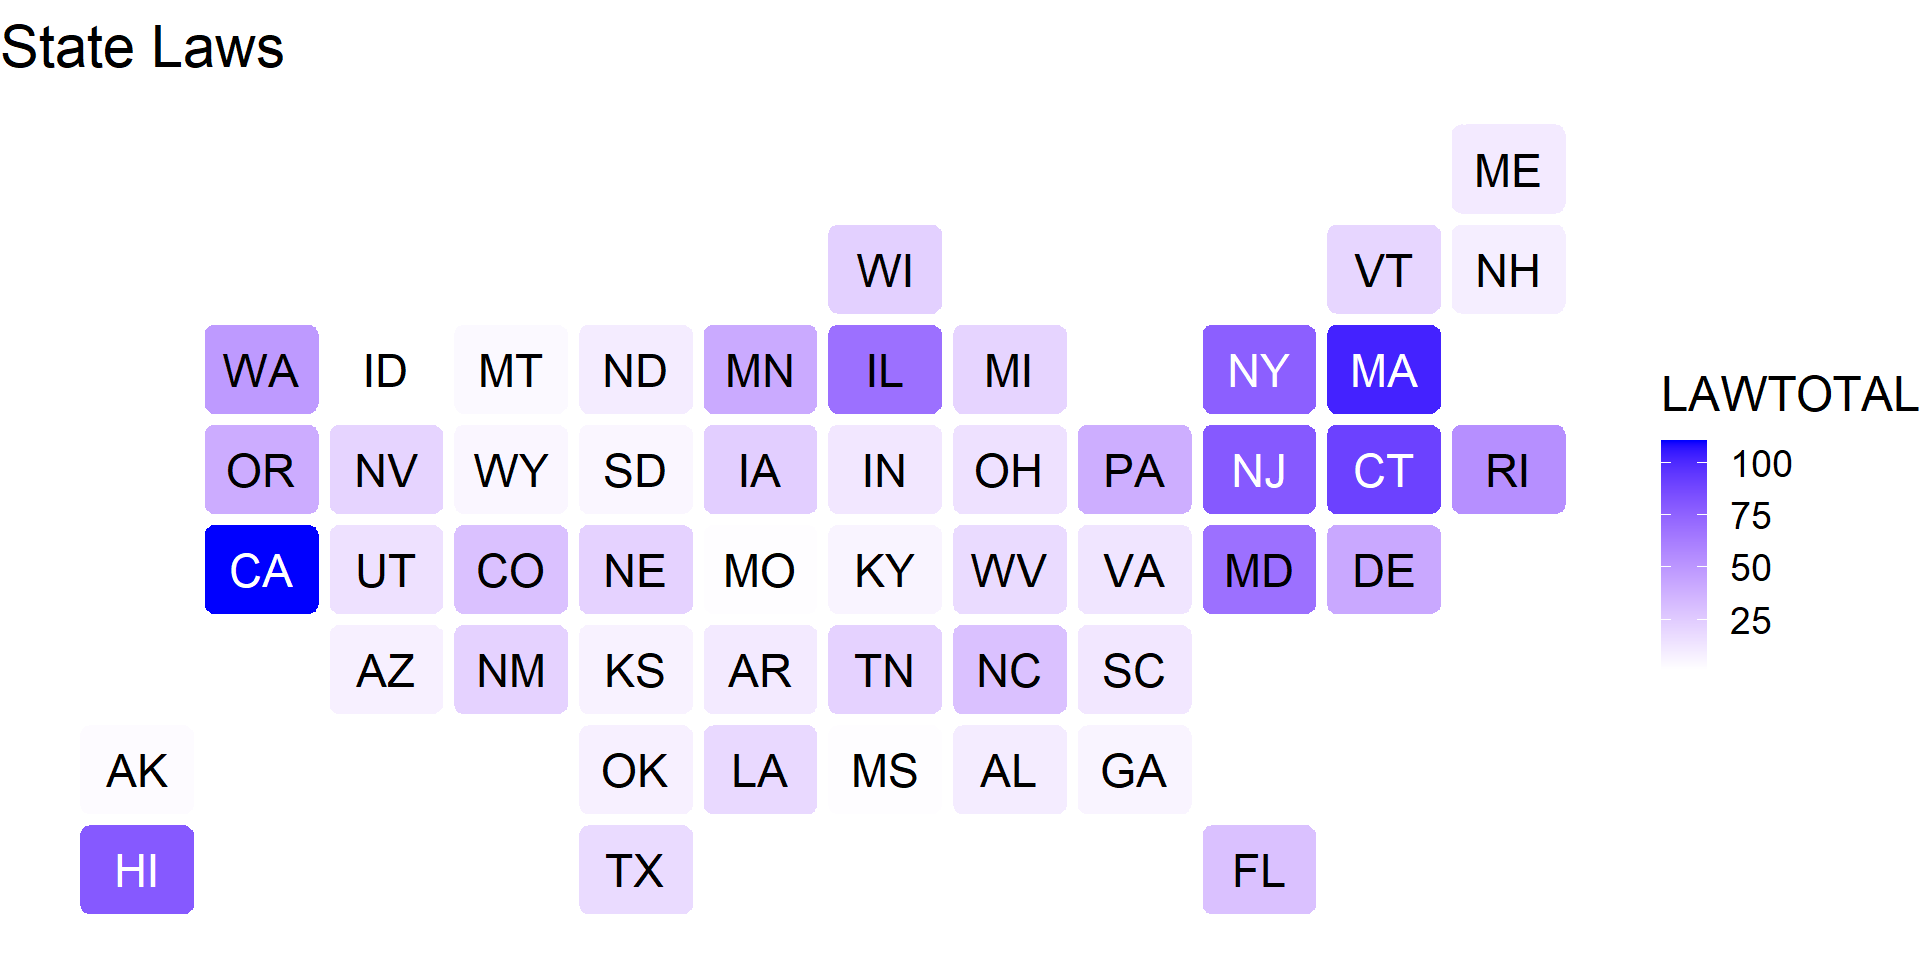 State Laws
ME
WI VT NH
WA ID MT ND MN IL MI NY MA
OR NV WY SD IA IN OH PA NJ CT RI
CA UT CO NE MO KY WV VA MD DE
AZ NM KS AR TN NC SC
AK OK LA MS AL GA
HI TX FL
LAWTOTAL
100
75
50
25